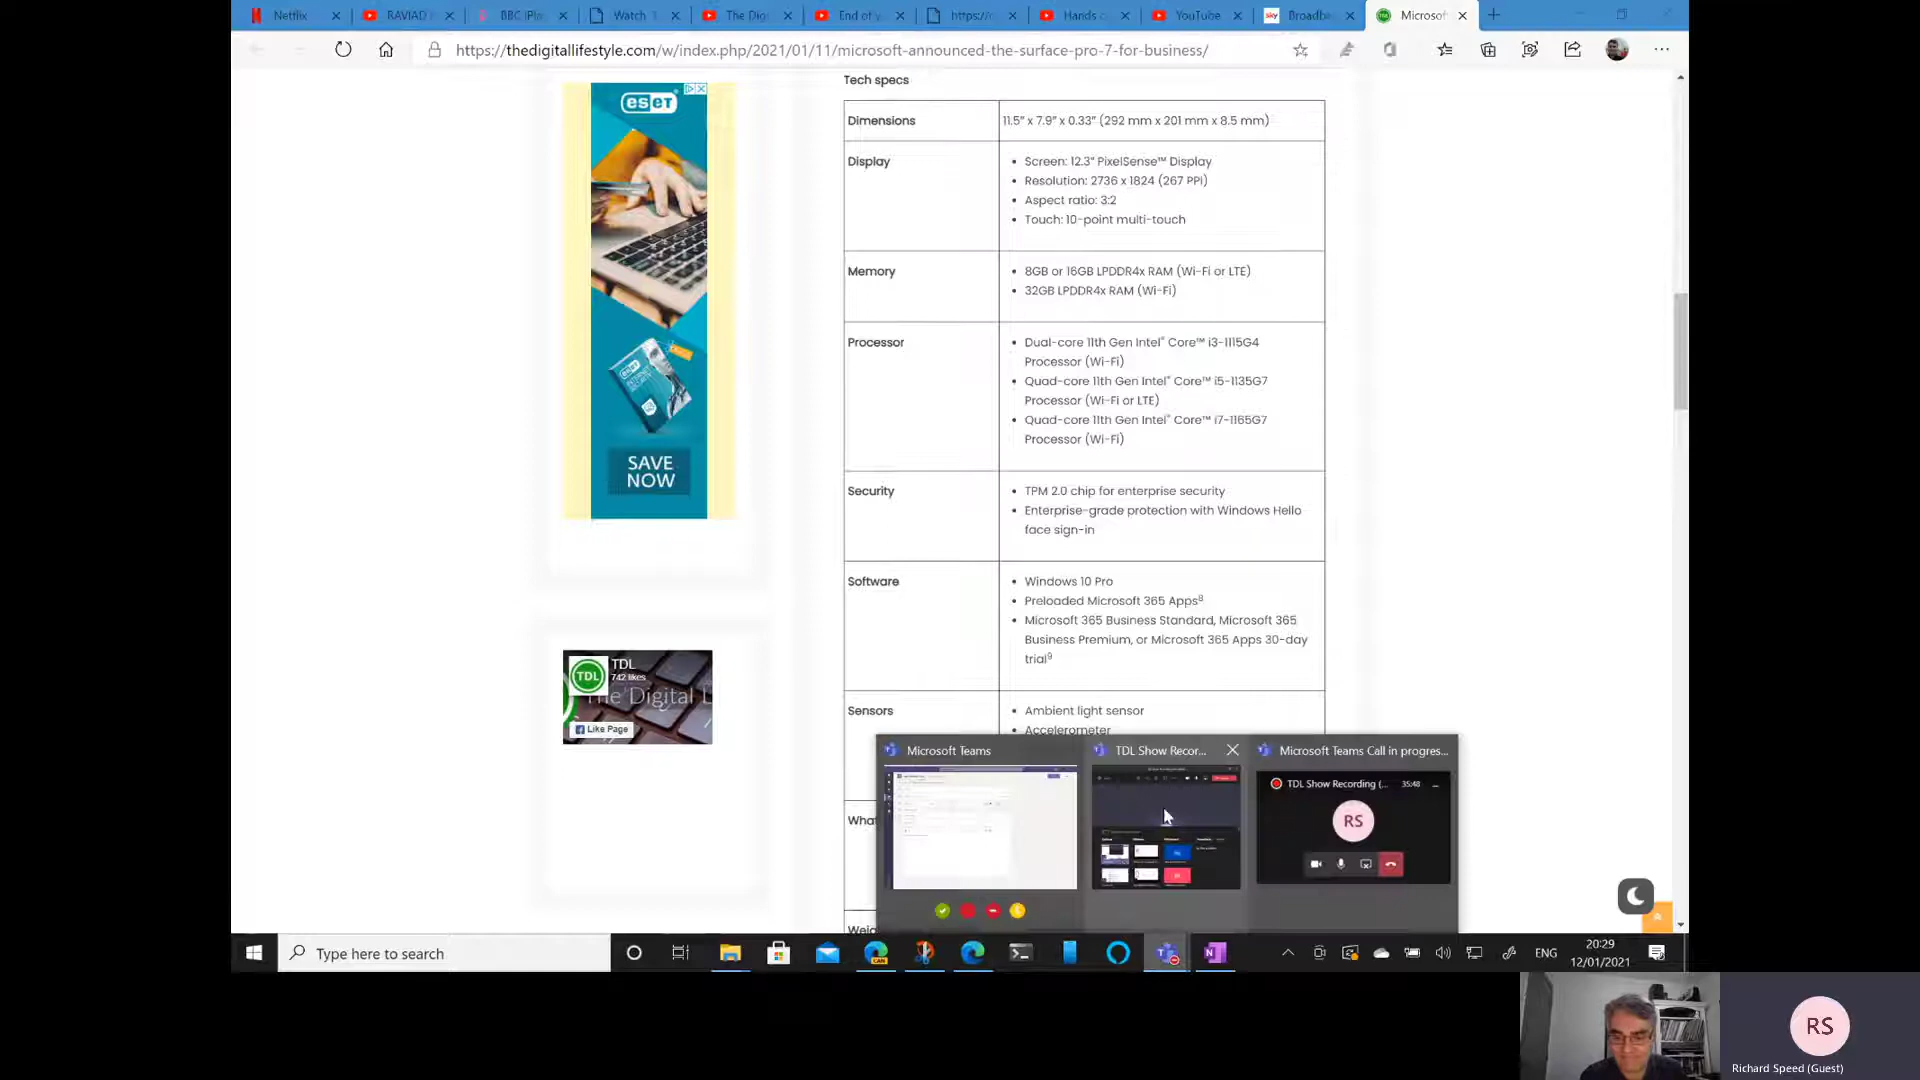 Netflix
RAVIAD
BBC iPla
Watch
The Dig
End of y
https://
Hands
YouTube
sky
Broadb
Microsof
https://thedigitallifestyle.com/w/index.php/2021/01/11/microsoft-announced-the-surface-pro-7-for-business/
Tech specs
eseT
SAVE
NOW
Dimensions
11.5” x 7.9” x 0.33” (292 mm x 201 mm x 8.5 mm)
Display
• Screen: 12.3” PixelSense™ Display
• Resolution: 2736 x 1824 (267 PPI)
• Aspect ratio: 3:2
• Touch: 10-point multi-touch
Memory
• 8GB or 16GB LPDDR4x RAM (Wi-Fi or LTE)
• 32GB LPDDR4x RAM (Wi-Fi)
Processor
• Dual-core 11th Gen Intel® Core™ i3-1115G4
Processor (Wi-Fi)
• Quad-core 11th Gen Intel® Core™ i5-1135G7
Processor (Wi-Fi or LTE)
• Quad-core 11th Gen Intel® Core™ i7-1165G7
Processor (Wi-Fi)
Security
• TPM 2.0 chip for enterprise security
• Enterprise-grade protection with Windows Hello
face sign-in
Software
• Windows 10 Pro
• Preloaded Microsoft 365 Apps⁸
• Microsoft 365 Business Standard, Microsoft 365
Business Premium, or Microsoft 365 Apps 30-day
trial⁹
Sensors
• Ambient light sensor
• Accelerometer
What
Weig
TDL
TDL
742 likes
The Digital L
Like Page
Microsoft Teams
TDL Show Recor...
Microsoft Teams Call in progres...
TDL Show Recording (...
35:48
RS
Type here to search
CAN
ENG
20:29
12/01/2021
RS
Richard Speed (Guest)